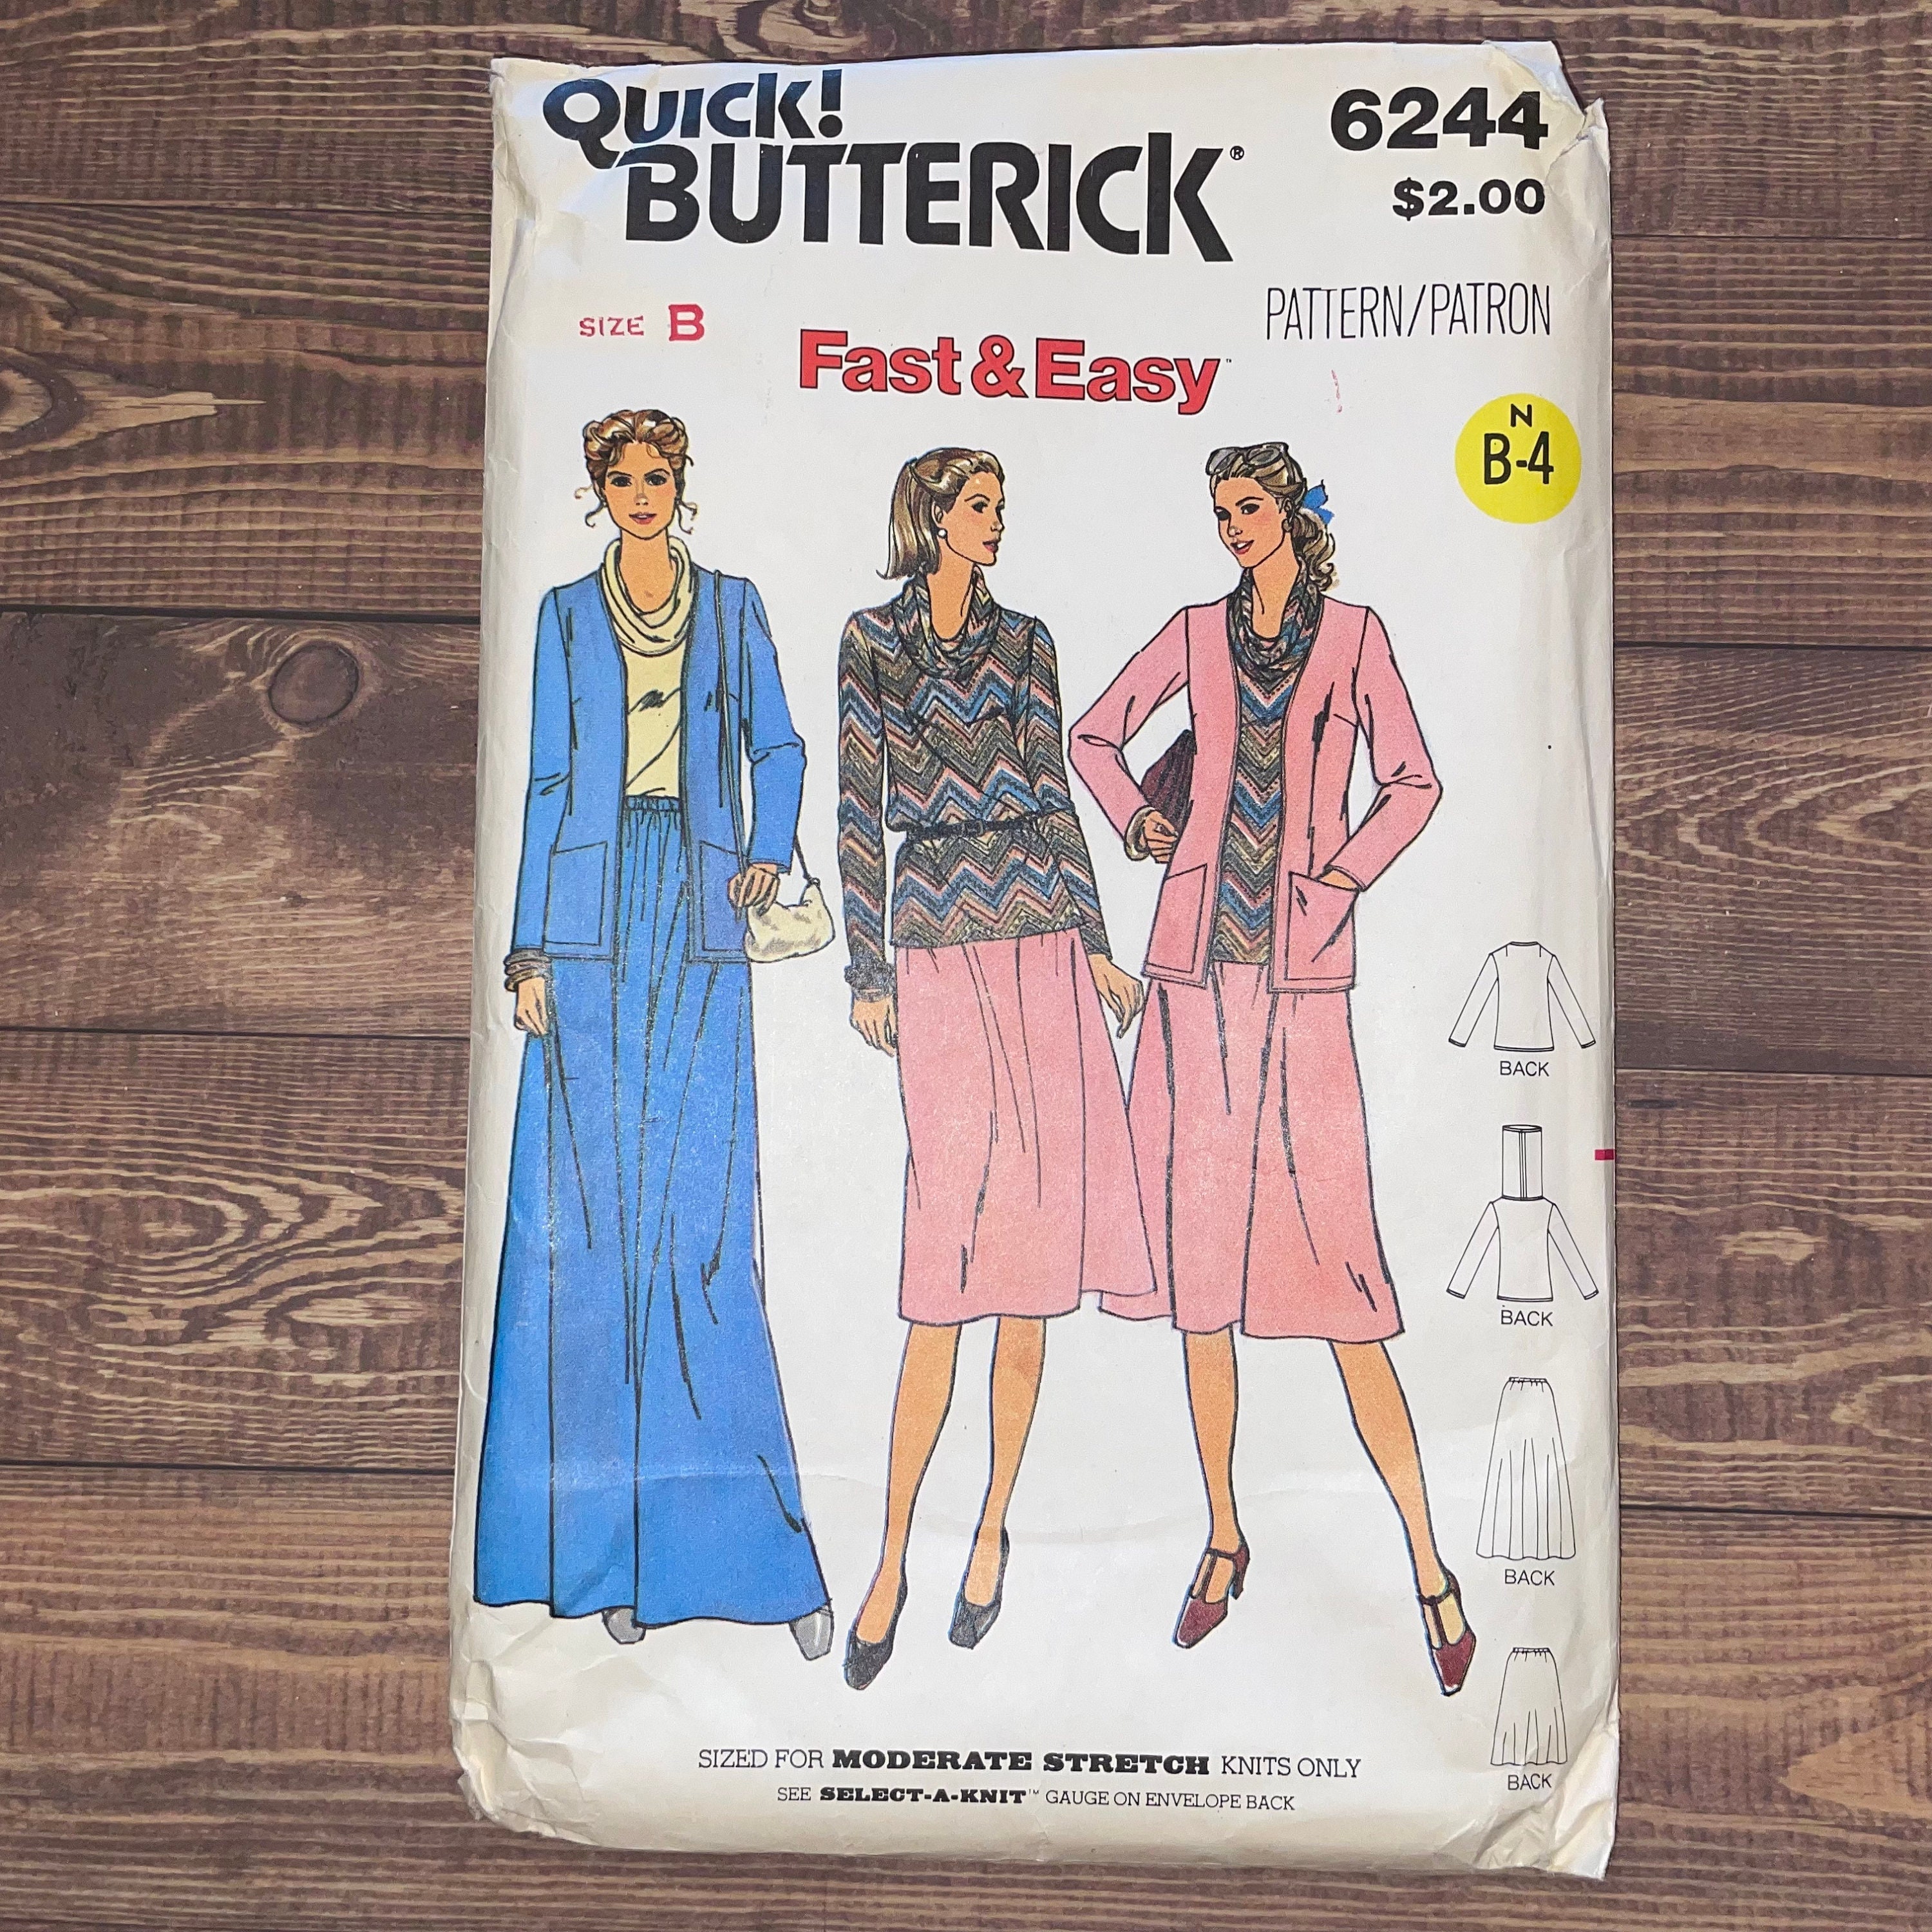 Quick!
BUTTERICK®
6244
$2.00
PATTERN/PATRON
SIZE B
Fast & Easy™
N
B-4
BACK
BACK
BACK
BACK
SIZED FOR MODERATE STRETCH KNITS ONLY
SEE SELECT-A-KNIT™ GAUGE ON ENVELOPE BACK